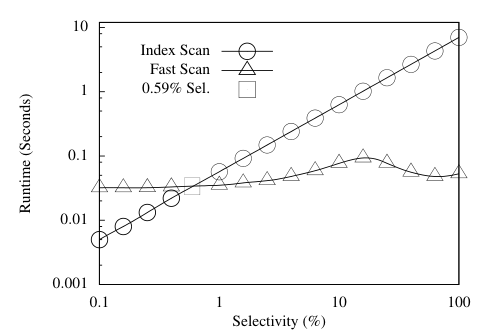 10
Index Scan
Fast Scan
0.59% Sel.
1
0.1
0.01
0.001
Runtime (Seconds)
0.1
1
10
100
Selectivity (%)